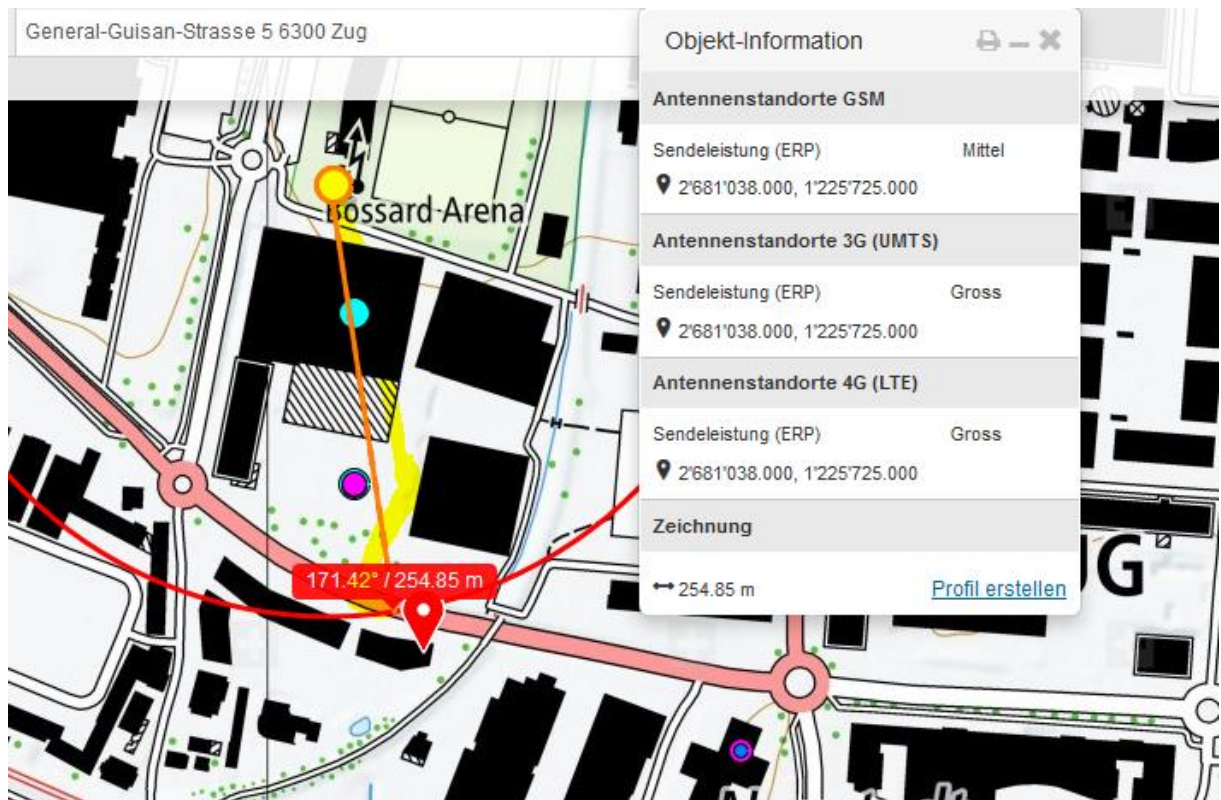 General-Guisan-Strasse 5 6300 Zug
Objekt-Information
Antennenstandorte GSM
Sendeleistung (ERP) Mittel
2'681'038.000, 1'225'725.000
Antennenstandorte 3G (UMTS)
Sendeleistung (ERP) Gross
2'681'038.000, 1'225'725.000
Antennenstandorte 4G (LTE)
Sendeleistung (ERP) Gross
2'681'038.000, 1'225'725.000
Zeichnung
254.85 m Profil erstellen
Bossard Arena
171.42° / 254.85 m